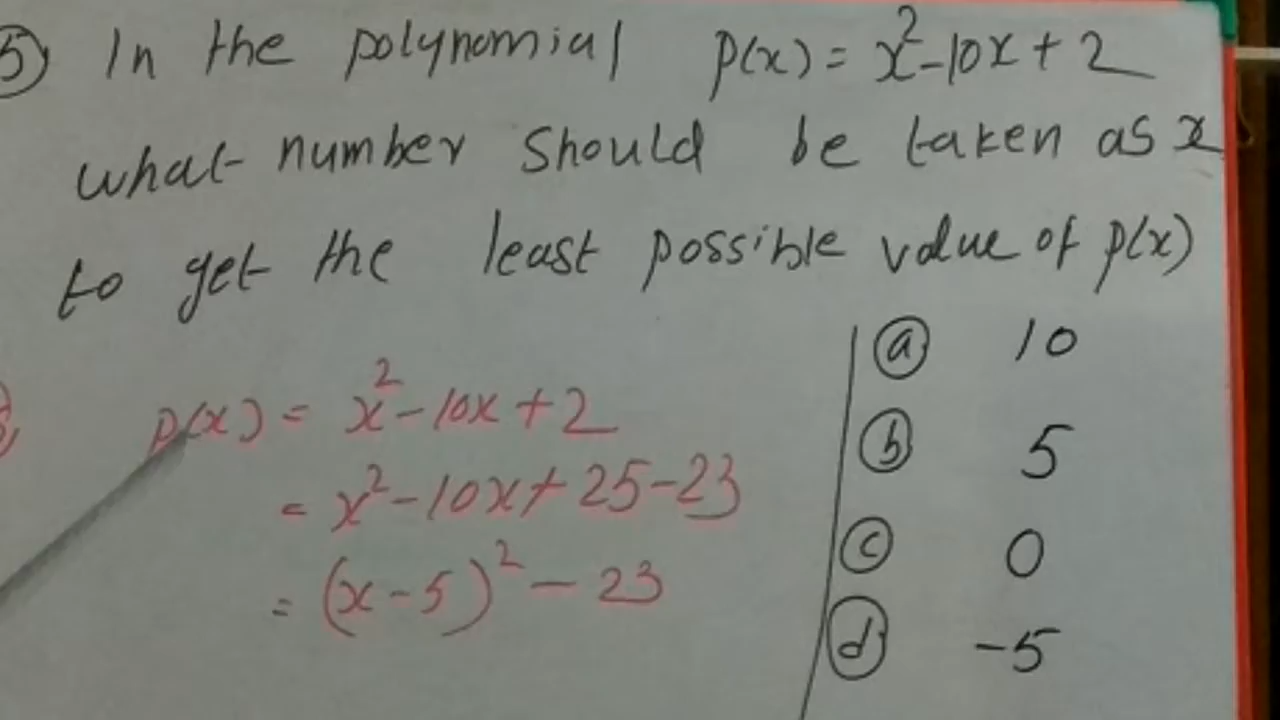 5) In the polynomial p(x) = x² - 10x + 2
what number should be taken as x
to get the least possible value of p(x)
p(x) = x² - 10x + 2
= x² - 10x + 25 - 23
= (x - 5)² - 23
a 10
b 5
c 0
d -5